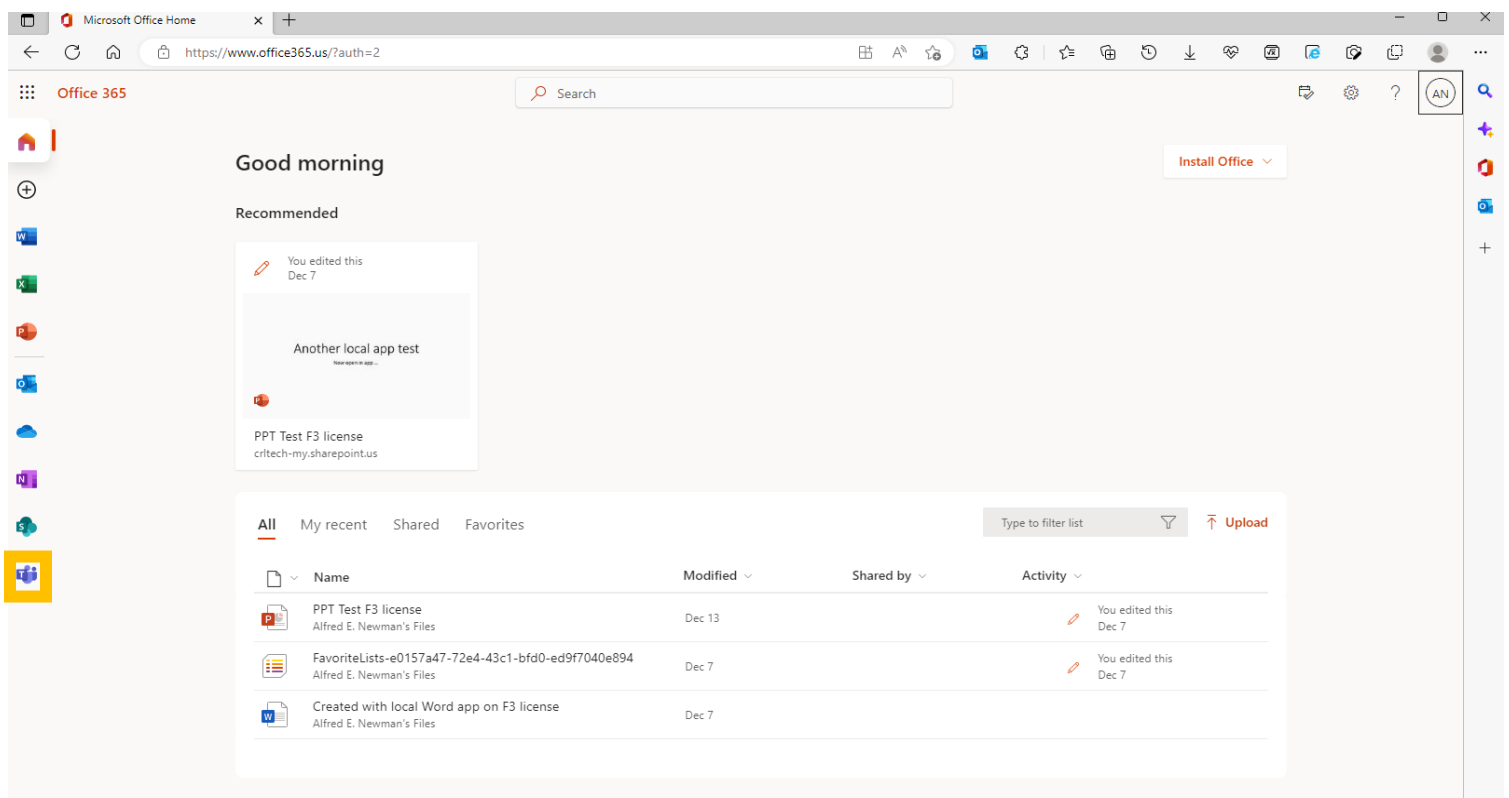 Microsoft Office Home
https://www.office365.us/?auth=2
Office 365
Search
AN
Good morning
Install Office
Recommended
You edited this
Dec 7
Another local app test
Now open in app ...
PPT Test F3 license
crltech-my.sharepoint.us
All My recent Shared Favorites
Type to filter list
Upload
Name Modified Shared by Activity
PPT Test F3 license
Alfred E. Newman's Files
Dec 13
You edited this
Dec 7
FavoriteLists-e0157a47-72e4-43c1-bfd0-ed9f7040e894
Alfred E. Newman's Files
Dec 7
You edited this
Dec 7
Created with local Word app on F3 license
Alfred E. Newman's Files
Dec 7